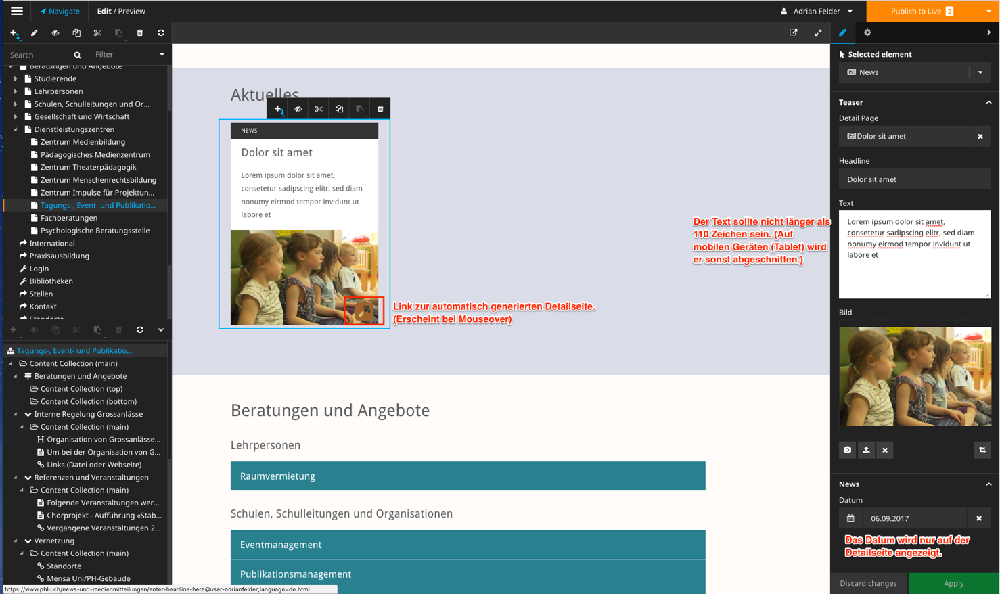 Navigate
Edit / Preview
Adrian Felder
Publish to Live 2
Search
Filter
Beratungen und Angebote
Studierende
Lehrpersonen
Schulen, Schulleitungen und Or...
Gesellschaft und Wirtschaft
Dienstleistungszentren
Zentrum Medienbildung
Pädagogisches Medienzentrum
Zentrum Theaterpädagogik
Zentrum Menschenrechtsbildung
Zentrum Impulse für Projektun...
Tagungs-, Event- und Publikatio...
Fachberatungen
Psychologische Beratungsstelle
International
Praxisausbildung
Login
Bibliotheken
Stellen
Kontakt
Standorte
Tagungs-, Event- und Publikatio...
Content Collection (main)
Beratungen und Angebote
Content Collection (top)
Content Collection (bottom)
Interne Regelung Grossanlässe
Content Collection (main)
Organisation von Grossanlässe...
Um bei der Organisation von G...
Links (Datei oder Webseite)
Referenzen und Veranstaltungen
Content Collection (main)
Folgende Veranstaltungen wer...
Chorprojekt - Aufführung «Stab...
Vergangene Veranstaltungen 2...
Vernetzung
Content Collection (main)
Standorte
Mensa Uni/PH-Gebäude
https://www.phlu.ch/news-und-medienmitteilungen/enter-headline-here@user-adrianfelder;language=de.html
Aktuelles
NEWS
Dolor sit amet
Lorem ipsum dolor sit amet,
consetetur sadipscing elitr, sed diam
nonumy eirmod tempor invidunt ut
labore et
Link zur automatisch generierten Detailseite.
(Erscheint bei Mouseover)
Der Text sollte nicht länger als
110 Zeichen sein. (Auf
mobilen Geräten (Tablet) wird
er sonst abgeschnitten.)
Beratungen und Angebote
Lehrpersonen
Raumvermietung
Schulen, Schulleitungen und Organisationen
Eventmanagement
Publikationsmanagement
Selected element
News
Teaser
Detail Page
Dolor sit amet
Headline
Dolor sit amet
Text
Lorem ipsum dolor sit amet,
consetetur sadipscing elitr, sed diam
nonumy eirmod tempor invidunt ut
labore et
Bild
News
Datum
06.09.2017
Das Datum wird nur auf der
Detailseite angezeigt.
Discard changes
Apply